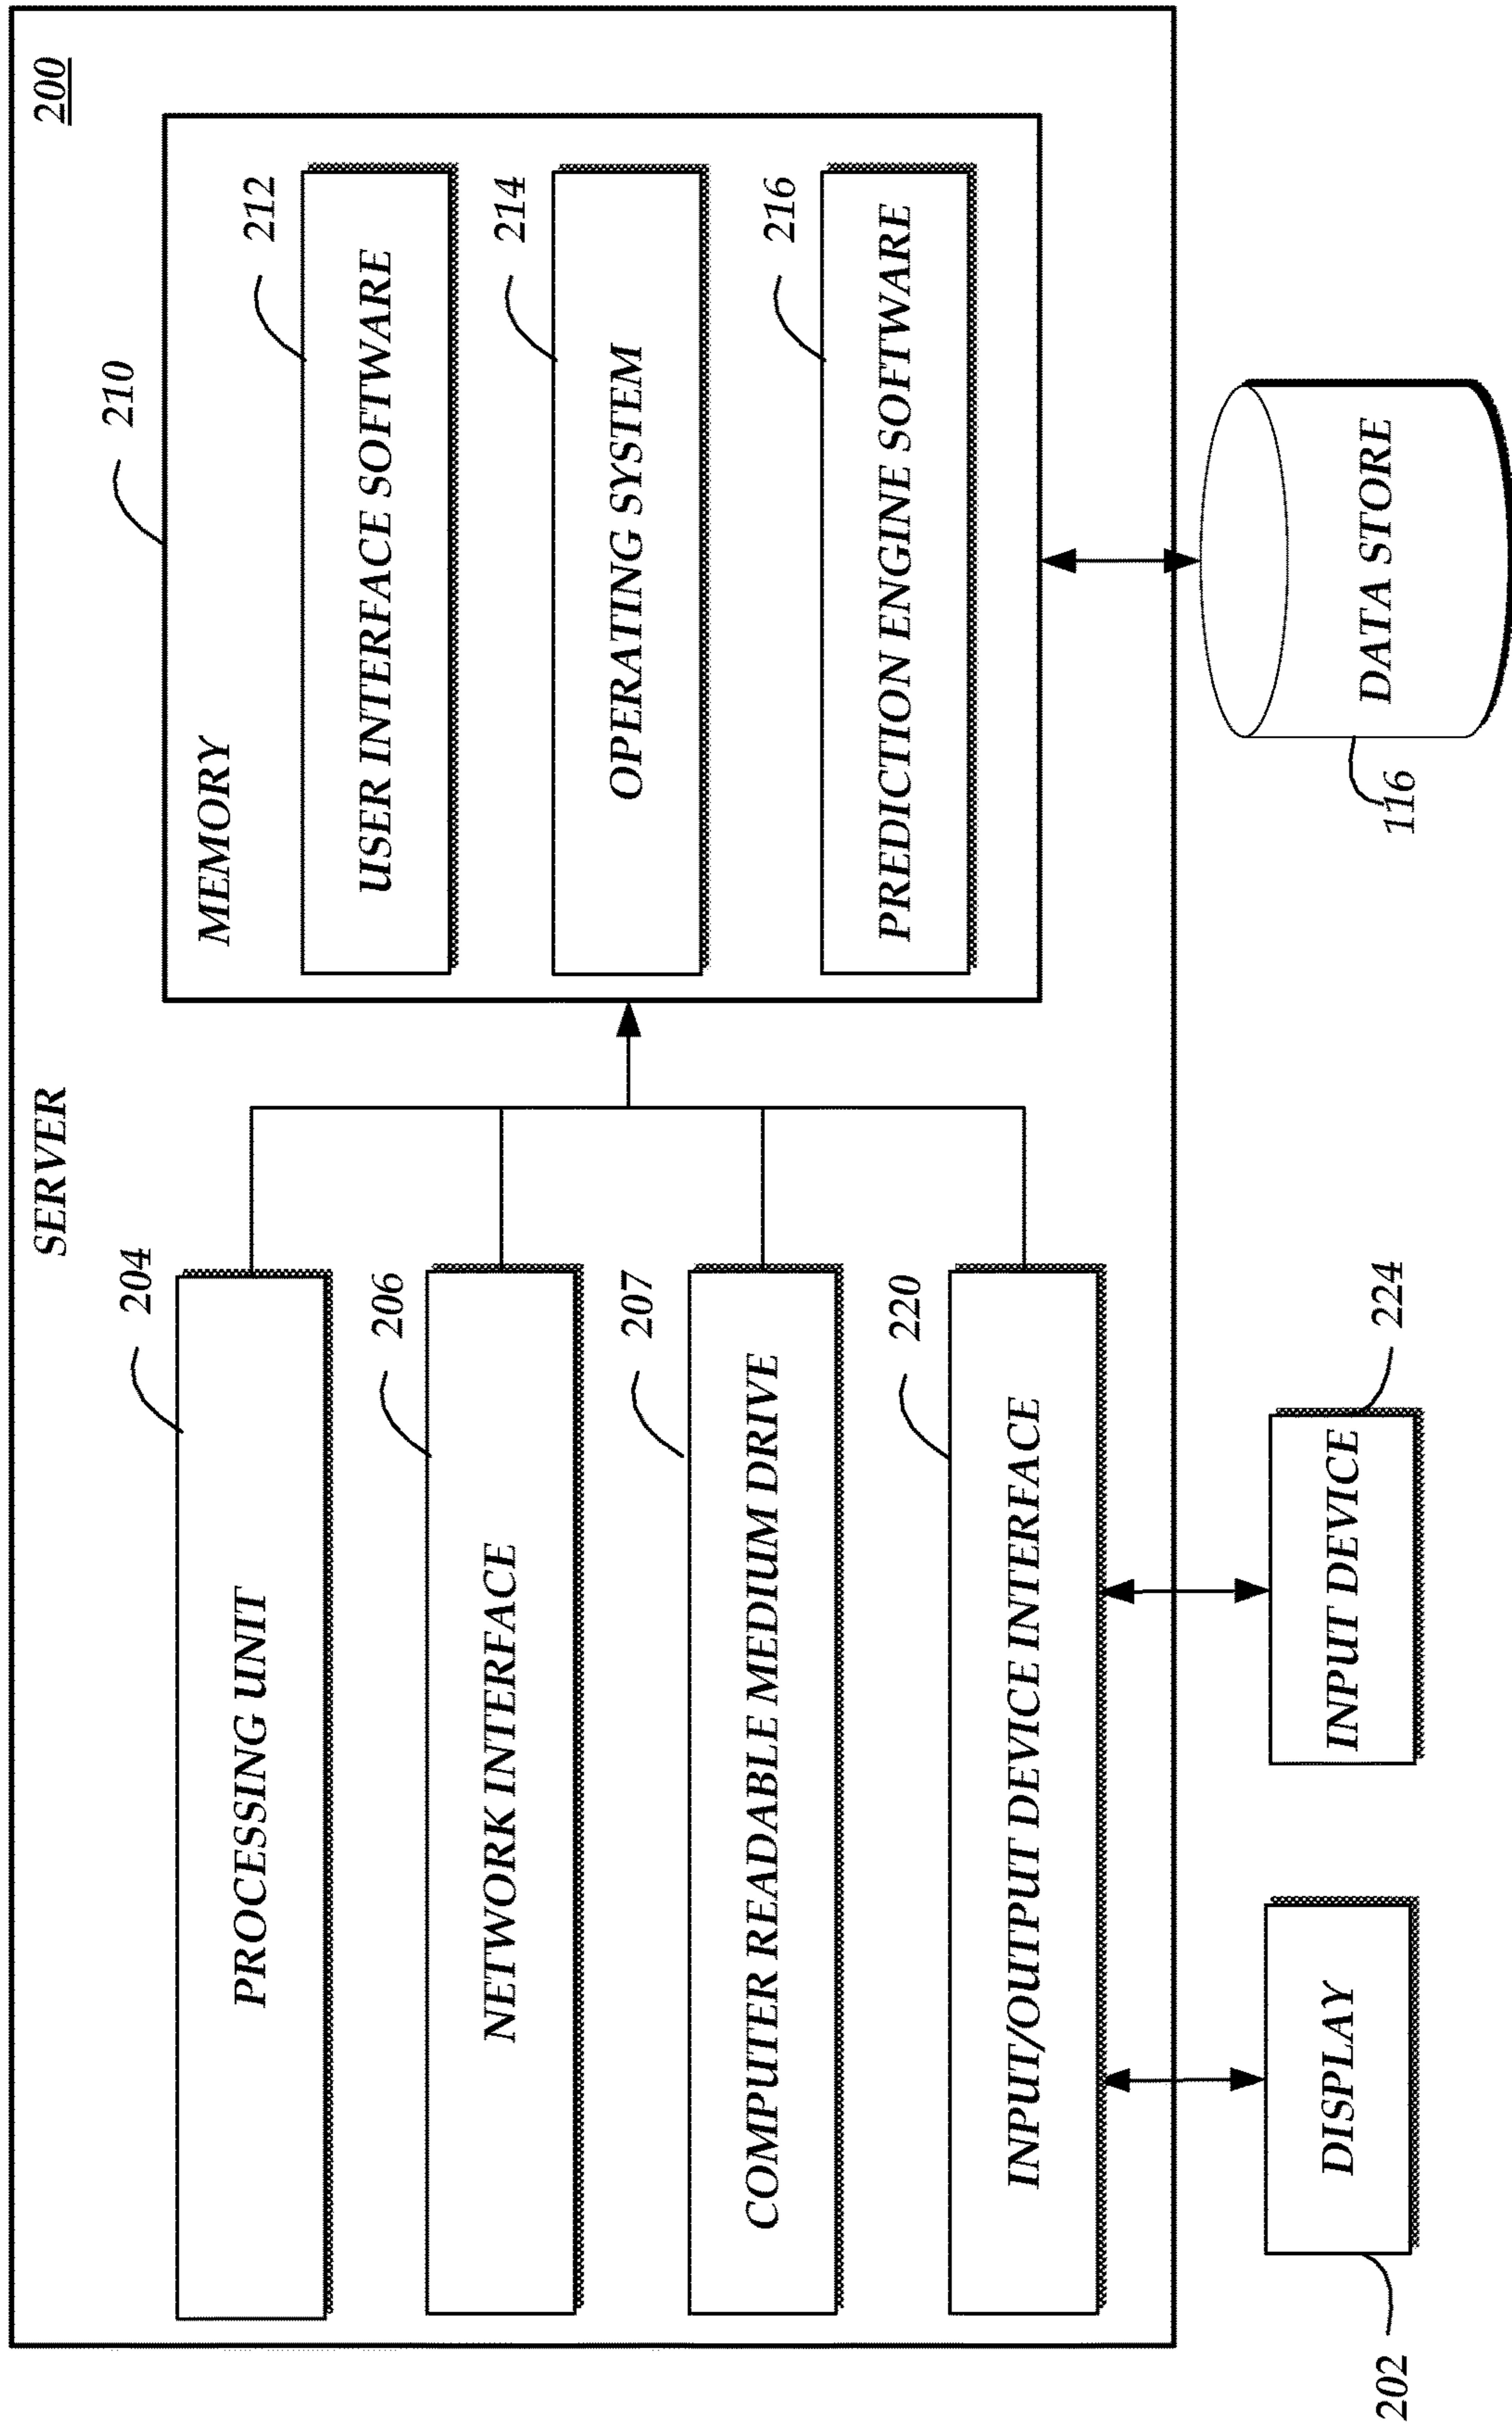 SERVER
200
204
PROCESSING UNIT
206
NETWORK INTERFACE
207
COMPUTER READABLE MEDIUM DRIVE
220
INPUT/OUTPUT DEVICE INTERFACE
210
MEMORY
212
USER INTERFACE SOFTWARE
214
OPERATING SYSTEM
216
PREDICTION ENGINE SOFTWARE
202
DISPLAY
INPUT DEVICE
224
116
DATA STORE